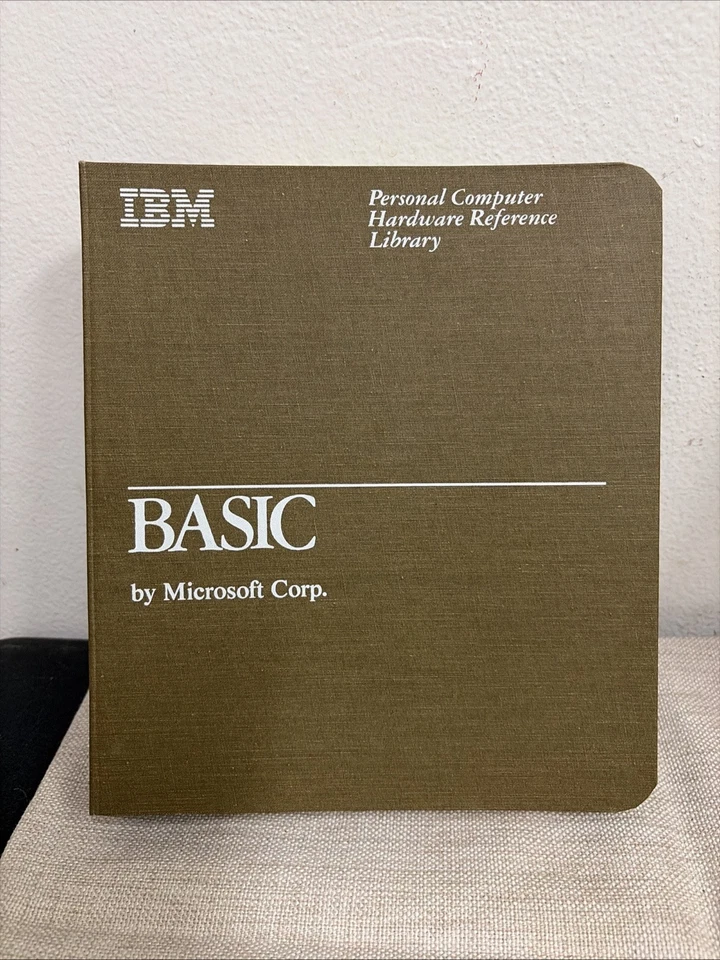 IBM
Personal Computer
Hardware Reference
Library
BASIC
by Microsoft Corp.